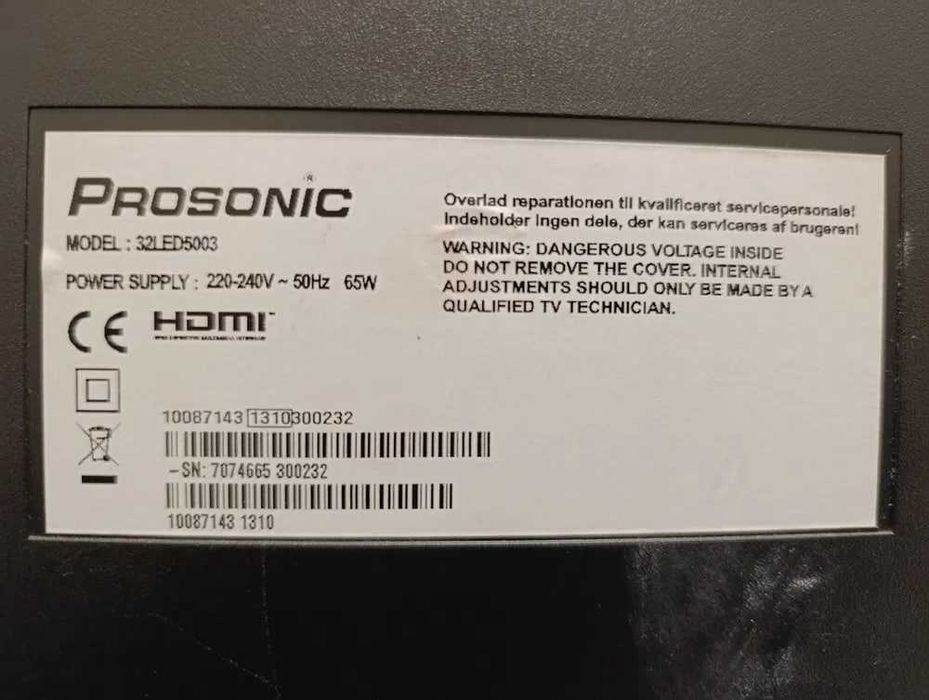 PROSONIC®
MODEL : 32LED5003
POWER SUPPLY : 220-240V ~ 50Hz 65W
CE HDMI
Overlad reparationen til kvalificeret servicepersonale!
Indeholder ingen dele, der kan serviceres af brugeren!
WARNING: DANGEROUS VOLTAGE INSIDE
DO NOT REMOVE THE COVER. INTERNAL
ADJUSTMENTS SHOULD ONLY BE MADE BY A
QUALIFIED TV TECHNICIAN.
10087143 1310 300232
-SN: 7074665 300232
10087143 1310